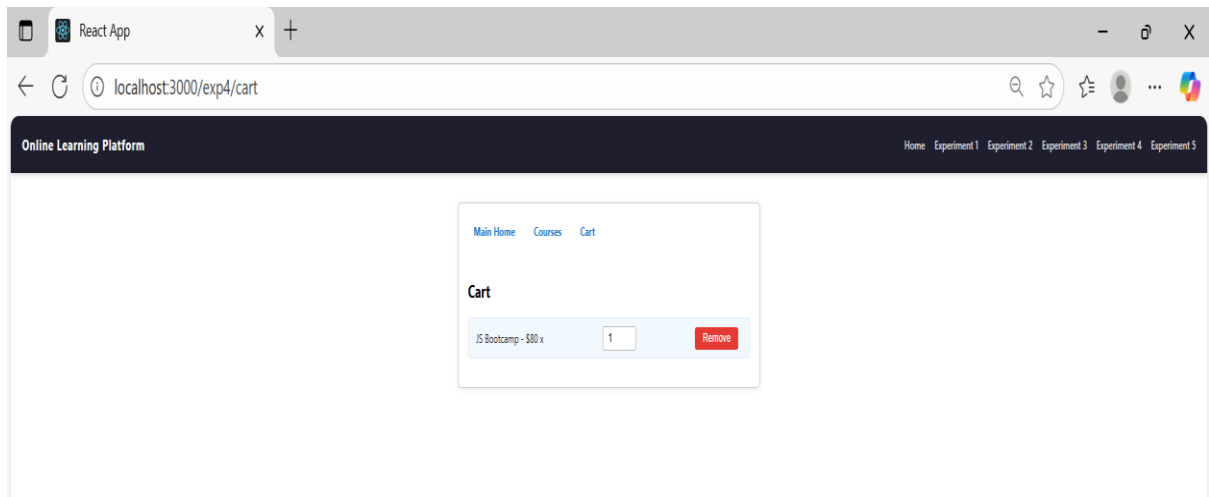 React App
localhost:3000/exp4/cart
Online Learning Platform Home Experiment 1 Experiment 2 Experiment 3 Experiment 4 Experiment 5
Main Home Courses Cart
Cart
JS Bootcamp - $80 x 1 Remove